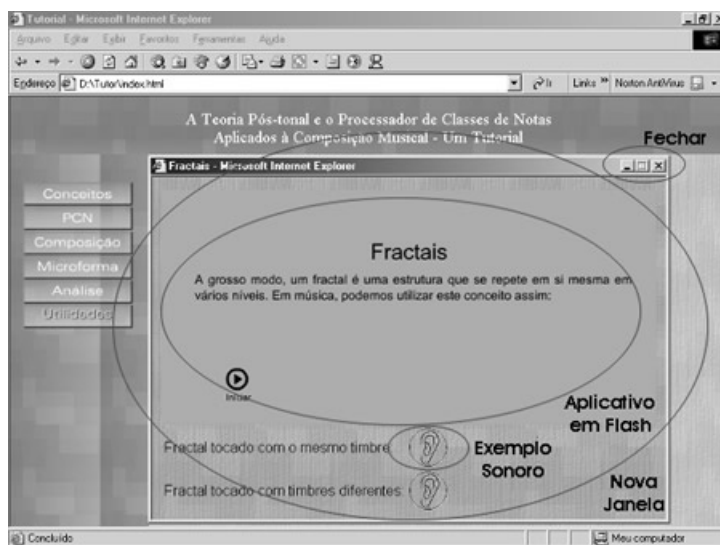 Tutorial - Microsoft Internet Explorer
Arquivo Editar Exibir Favoritos Ferramentas Ajuda
Endereço D:\Tutor\index.html Ir Links » Norton AntiVirus
A Teoria Pós-tonal e o Processador de Classes de Notas
Aplicados à Composição Musical - Um Tutorial
Fechar
Fractais - Microsoft Internet Explorer
Conceitos
PCN
Composição
Microforma
Análise
Utilidades
Fractais
A grosso modo, um fractal é uma estrutura que se repete em si mesma em
vários níveis. Em música, podemos utilizar este conceito assim:
Iniciar
Aplicativo
em Flash
Fractal tocado com o mesmo timbre
Exemplo
Sonoro
Fractal tocado com timbres diferentes:
Nova
Janela
Concluído Meu computador